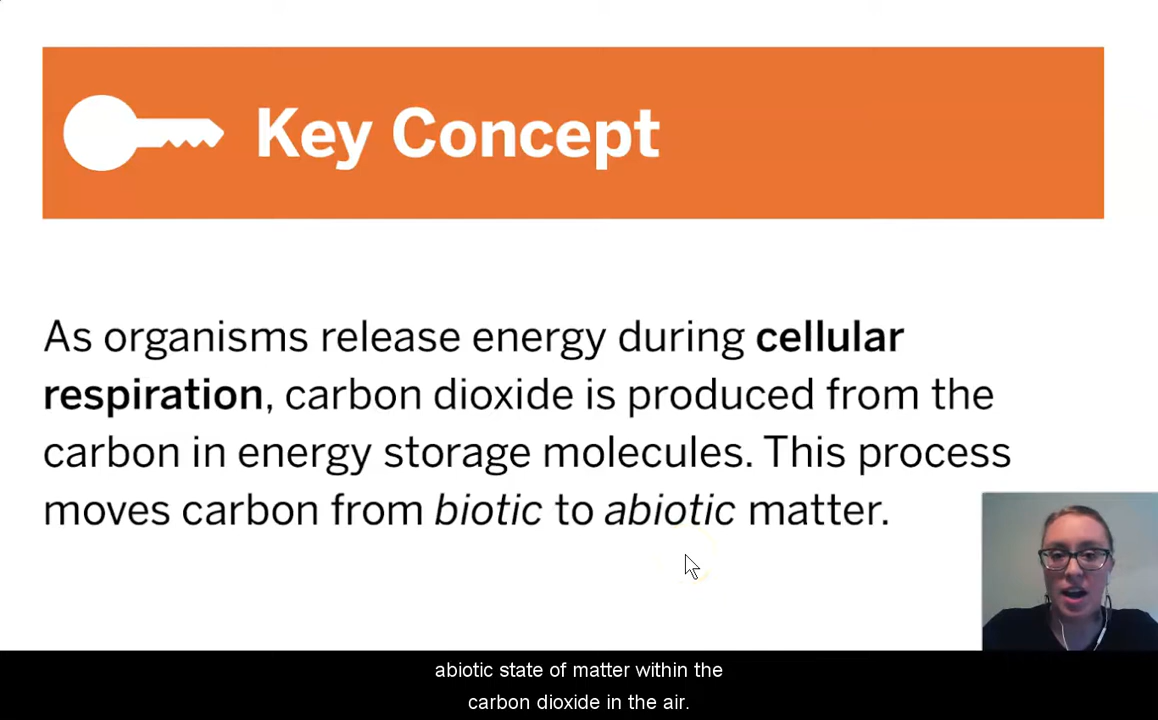 Key Concept
As organisms release energy during cellular
respiration, carbon dioxide is produced from the
carbon in energy storage molecules. This process
moves carbon from biotic to abiotic matter.
abiotic state of matter within the
carbon dioxide in the air.